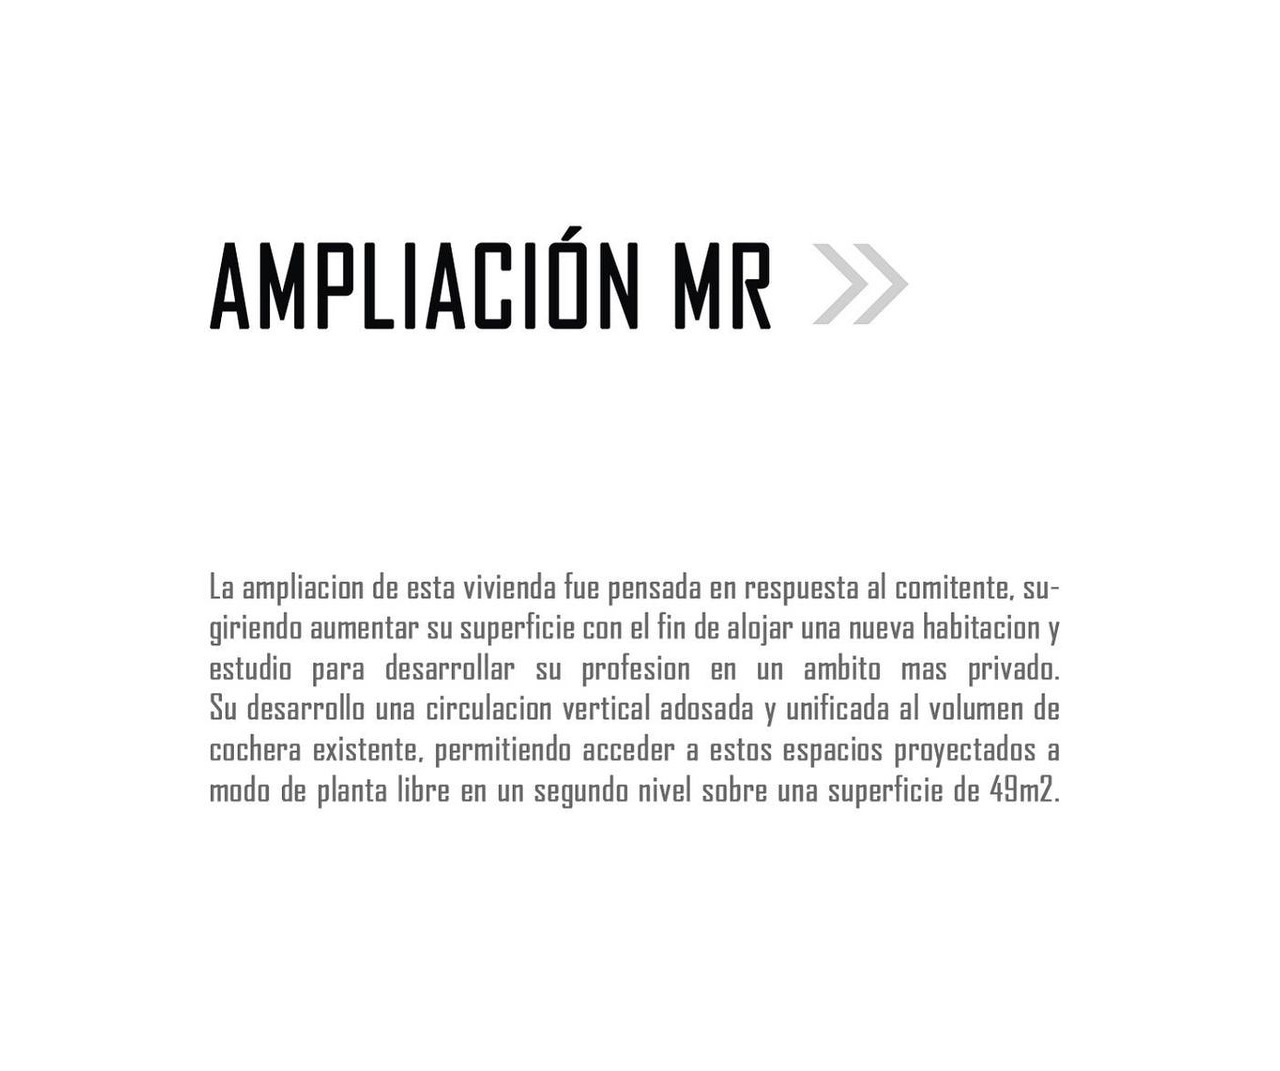 AMPLIACIÓN MR
La ampliacion de esta vivienda fue pensada en respuesta al comitente, su-
giriendo aumentar su superficie con el fin de alojar una nueva habitacion y
estudio para desarrollar su profesion en un ambito mas privado.
Su desarrollo una circulacion vertical adosada y unificada al volumen de
cochera existente, permitiendo acceder a estos espacios proyectados a
modo de planta libre en un segundo nivel sobre una superficie de 49m2.